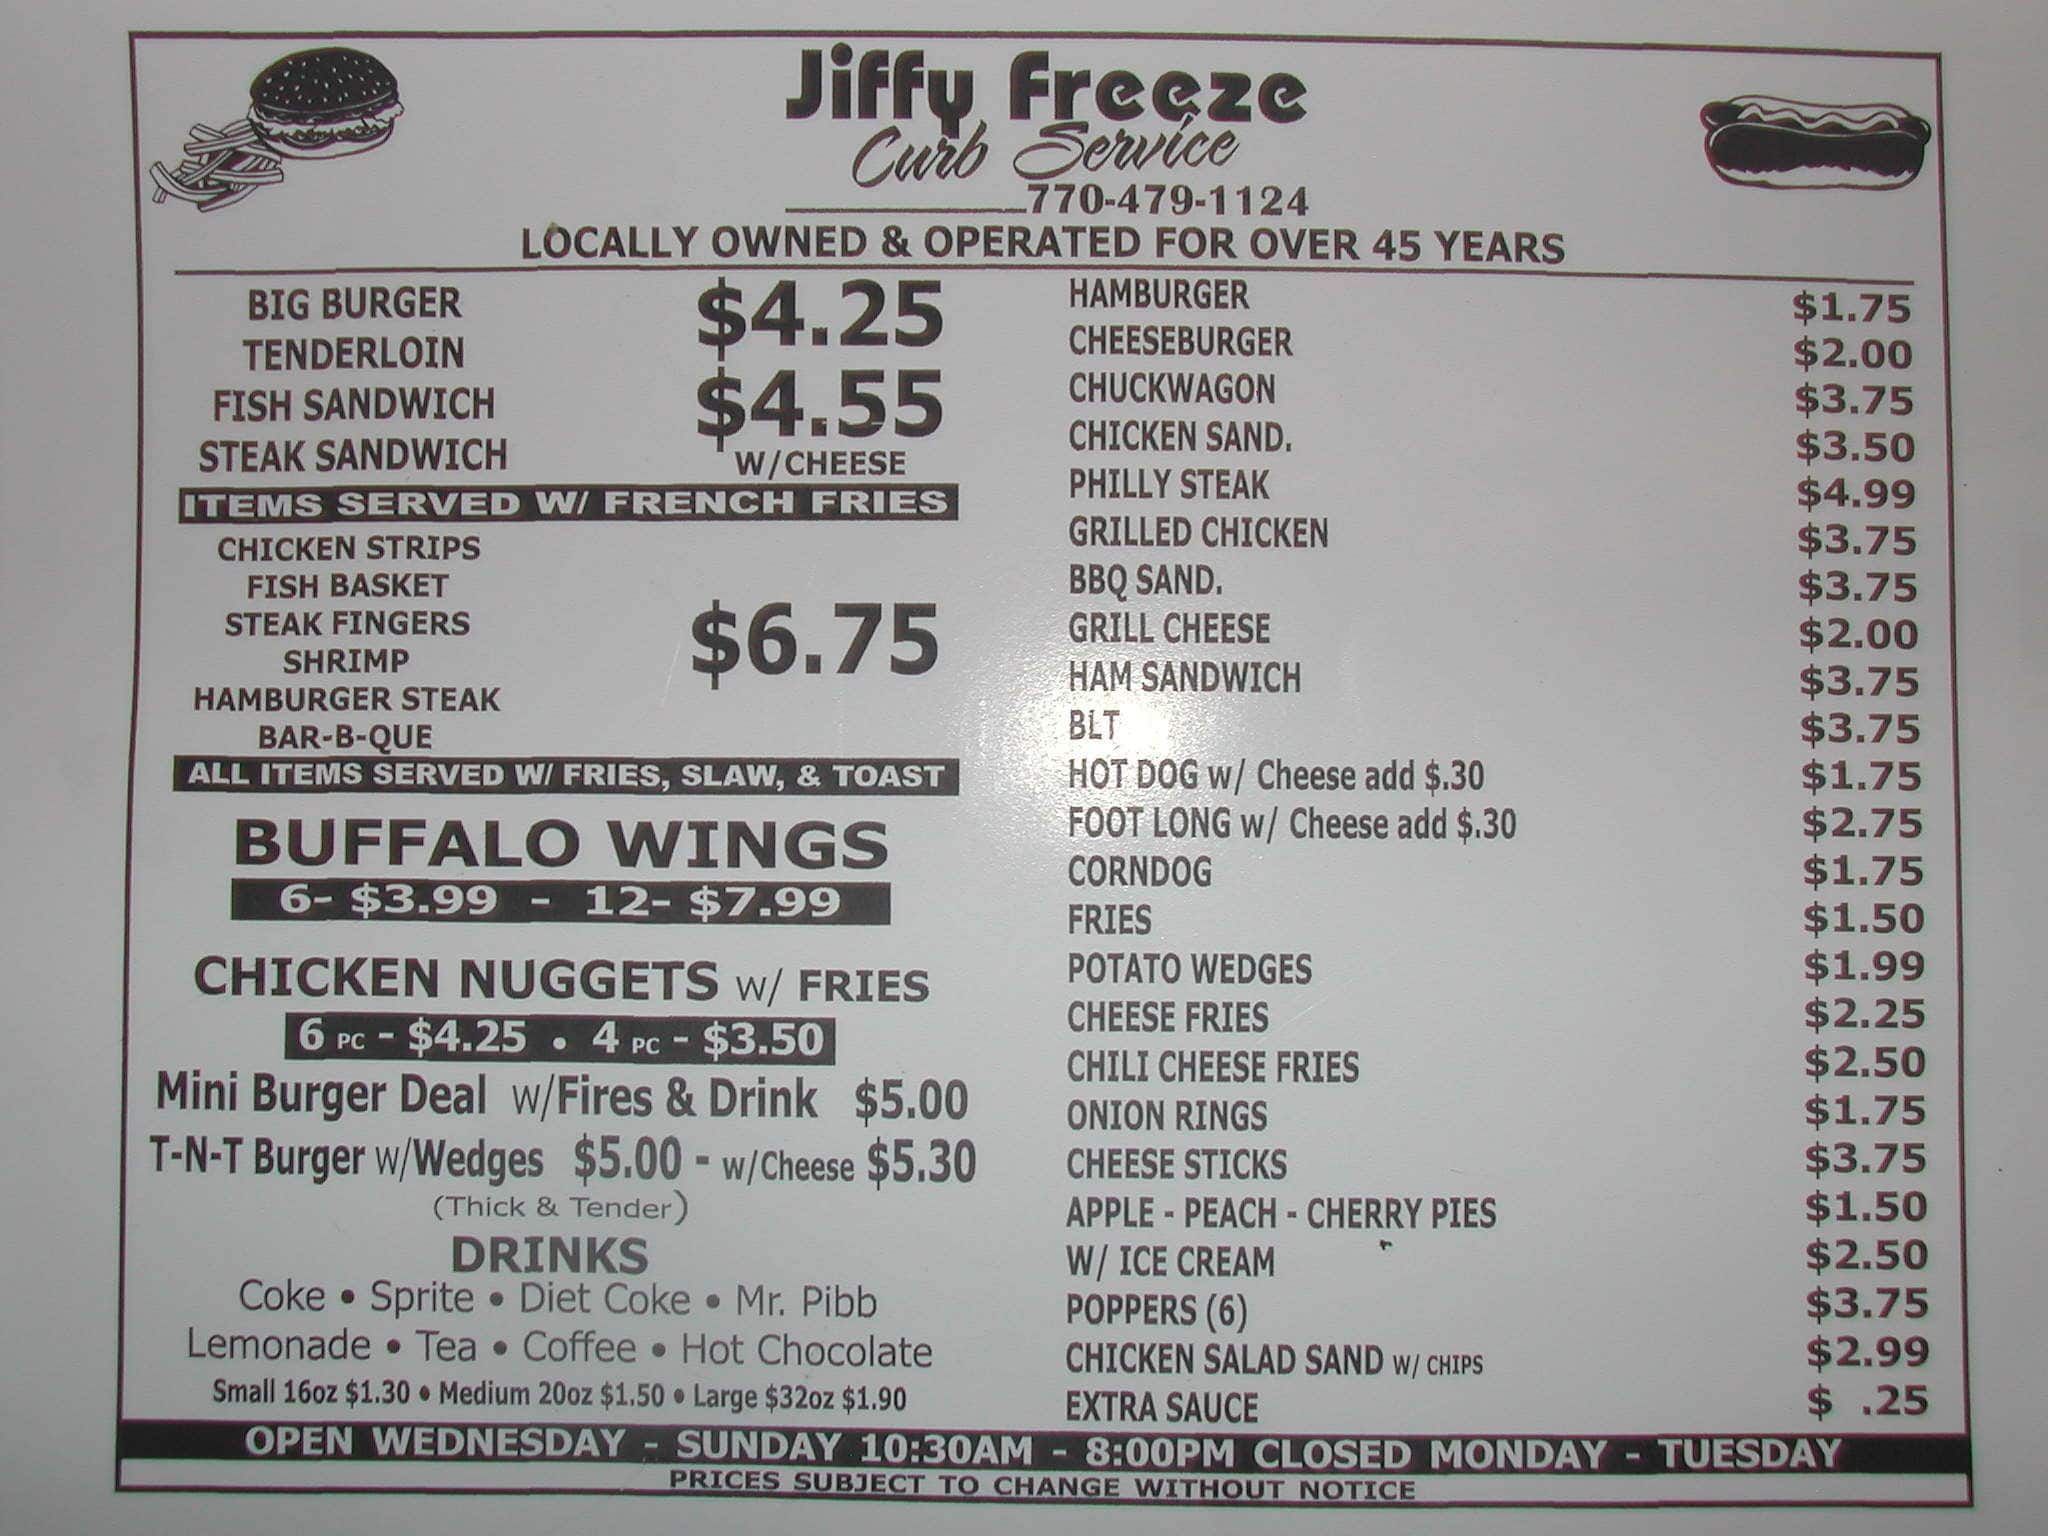 Jiffy Freeze
Curb Service
770-479-1124
LOCALLY OWNED & OPERATED FOR OVER 45 YEARS
BIG BURGER
TENDERLOIN
FISH SANDWICH
STEAK SANDWICH
$4.25
$4.55
W/CHEESE
ITEMS SERVED W/ FRENCH FRIES
CHICKEN STRIPS
FISH BASKET
STEAK FINGERS
SHRIMP
HAMBURGER STEAK
BAR-B-QUE
$6.75
ALL ITEMS SERVED W/ FRIES, SLAW, & TOAST
BUFFALO WINGS
6- $3.99 - 12- $7.99
CHICKEN NUGGETS W/ FRIES
6 PC - $4.25 • 4 PC - $3.50
Mini Burger Deal w/Fires & Drink $5.00
T-N-T Burger w/Wedges $5.00 - w/Cheese $5.30
(Thick & Tender)
DRINKS
Coke • Sprite • Diet Coke • Mr. Pibb
Lemonade • Tea • Coffee • Hot Chocolate
Small 16oz $1.30 • Medium 20oz $1.50 • Large $32oz $1.90
HAMBURGER $1.75
CHEESEBURGER $2.00
CHUCKWAGON $3.75
CHICKEN SAND. $3.50
PHILLY STEAK $4.99
GRILLED CHICKEN $3.75
BBQ SAND. $3.75
GRILL CHEESE $2.00
HAM SANDWICH $3.75
BLT $3.75
HOT DOG w/ Cheese add $.30 $1.75
FOOT LONG w/ Cheese add $.30 $2.75
CORNDOG $1.75
FRIES $1.50
POTATO WEDGES $1.99
CHEESE FRIES $2.25
CHILI CHEESE FRIES $2.50
ONION RINGS $1.75
CHEESE STICKS $3.75
APPLE - PEACH - CHERRY PIES $1.50
W/ ICE CREAM $2.50
POPPERS (6) $3.75
CHICKEN SALAD SAND W/ CHIPS $2.99
EXTRA SAUCE $ .25
OPEN WEDNESDAY - SUNDAY 10:30AM - 8:00PM CLOSED MONDAY - TUESDAY
PRICES SUBJECT TO CHANGE WITHOUT NOTICE